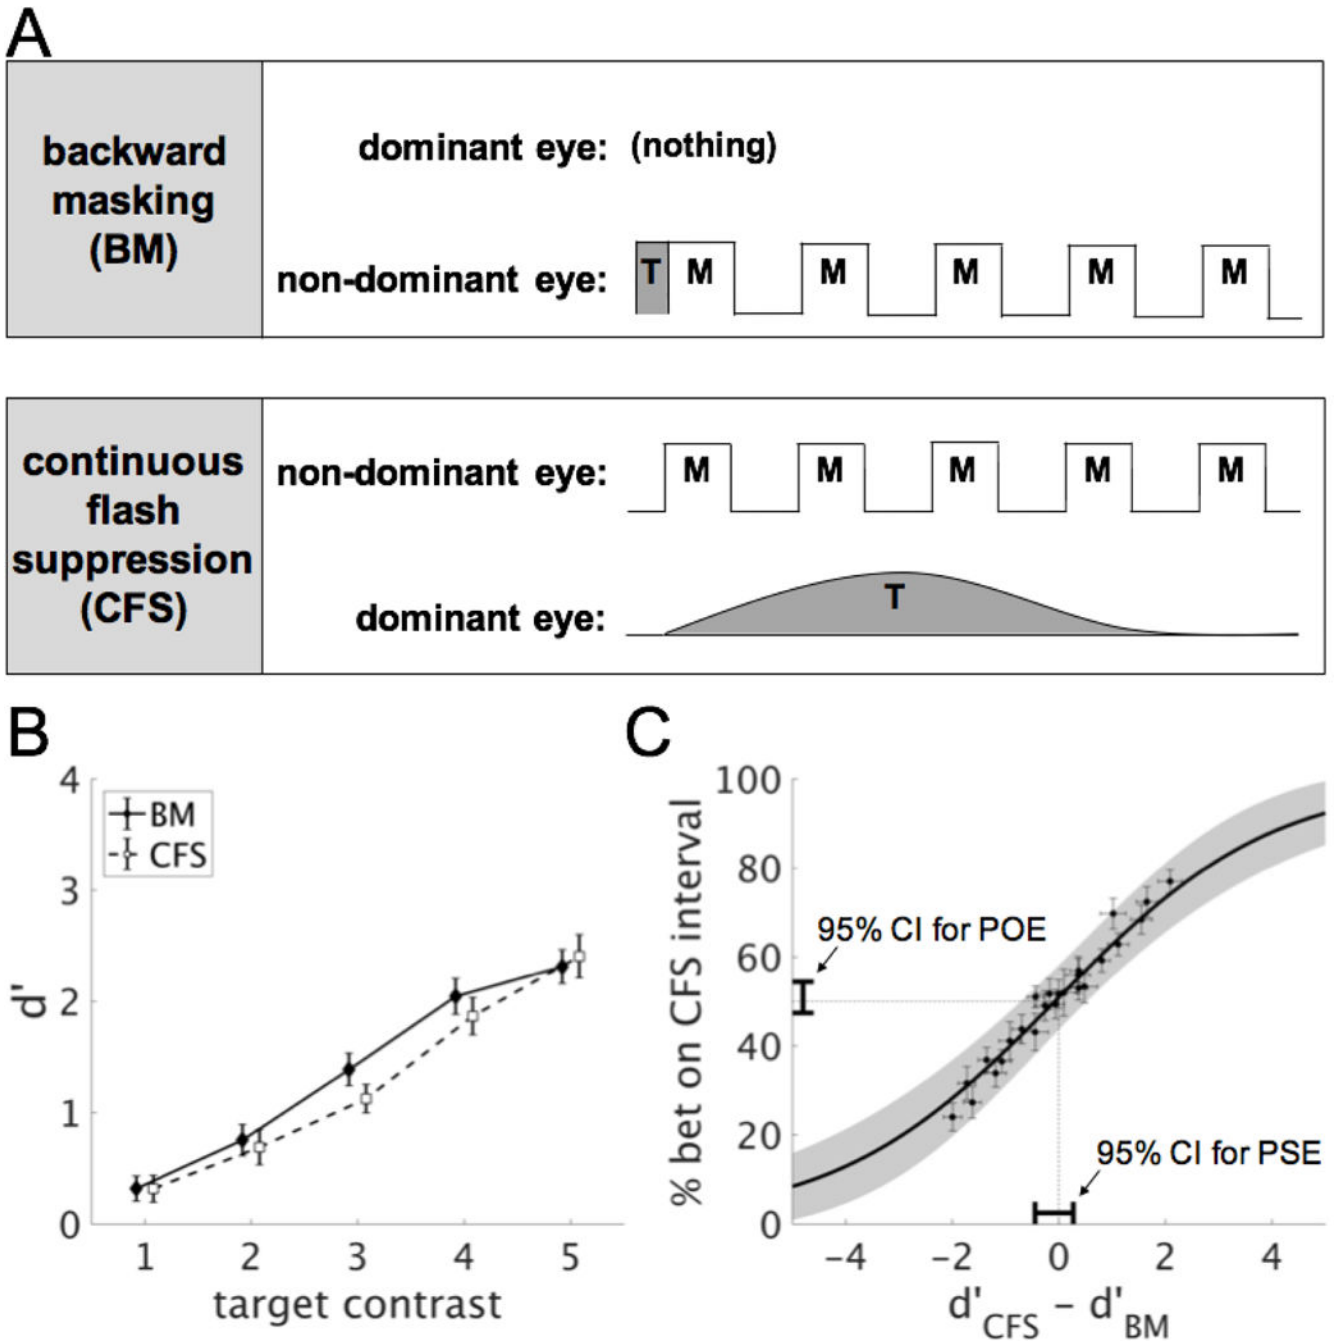 A
backward
masking
(BM)
dominant eye: (nothing)
non-dominant eye:
T M M M M M
continuous
flash
suppression
(CFS)
non-dominant eye:
M M M M M
dominant eye:
T
B
4
3
2
1
0
d'
BM
CFS
1 2 3 4 5
target contrast
C
100
80
60
40
20
0
% bet on CFS interval
95% CI for POE
95% CI for PSE
−4 −2 0 2 4
d'CFS − d'BM